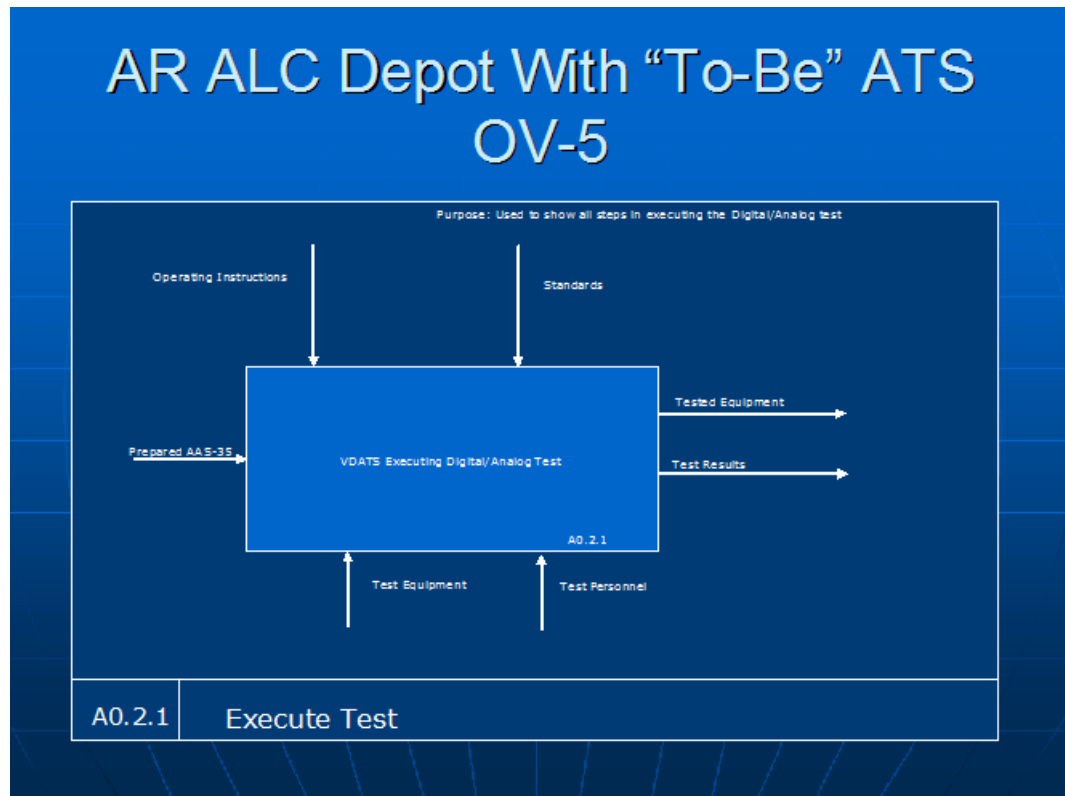 AR ALC Depot With “To-Be” ATS
OV-5
Purpose: Used to show all steps in executing the Digital/Analog test
Operating Instructions
Standards
Tested Equipment
Prepared AAS-35
VDATS Executing Digital/Analog Test
Test Results
A0.2.1
Test Equipment
Test Personnel
A0.2.1
Execute Test